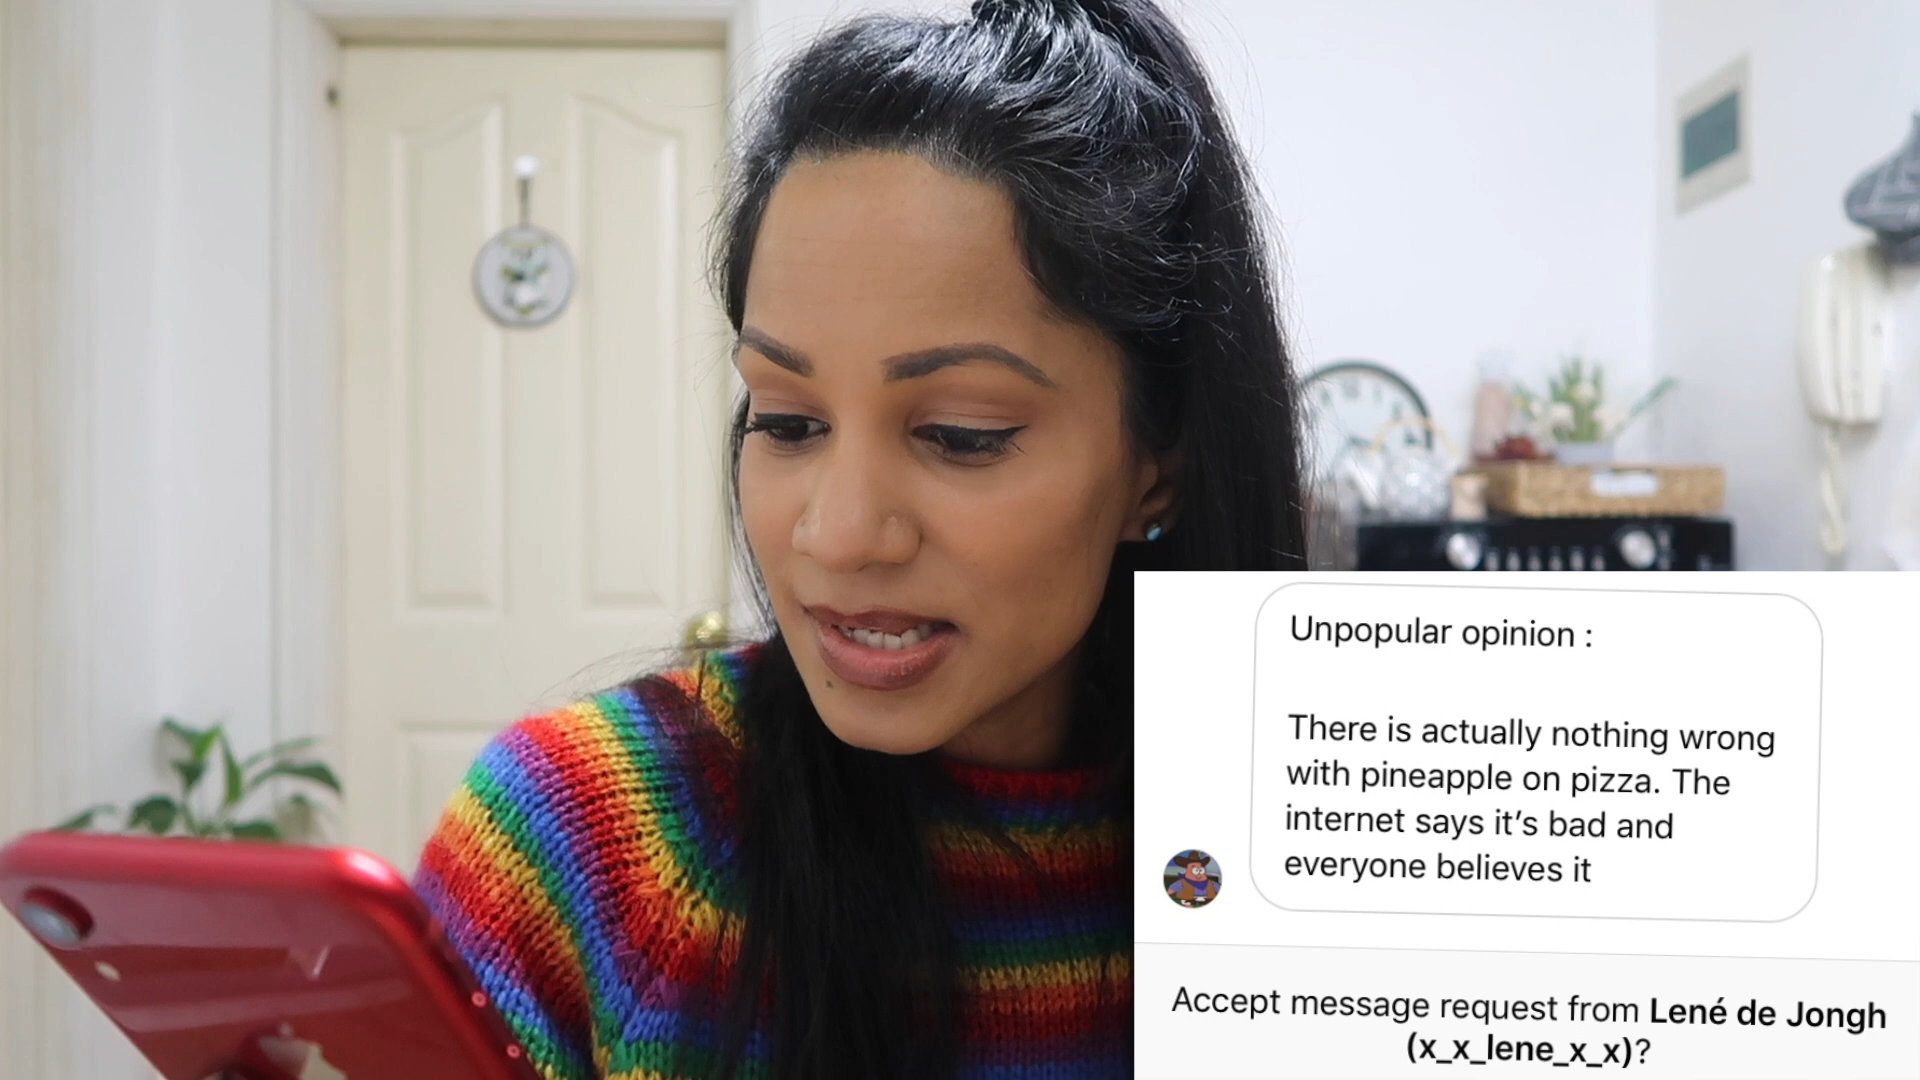 Unpopular opinion :
There is actually nothing wrong
with pineapple on pizza. The
internet says it’s bad and
everyone believes it
Accept message request from Lené de Jongh
(x_x_lene_x_x)?